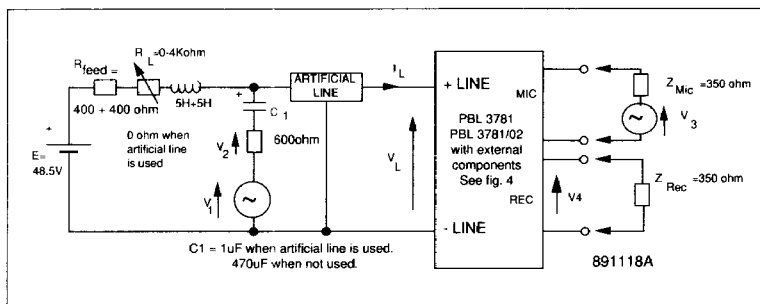 R feed =
400 + 400 ohm
R L =0-4Kohm
0 ohm when
artificial line
is used
5H+5H
+
C 1
V2
600ohm
V1
~
+
E=
48.5V
ARTIFICIAL
LINE
I L
V L
+ LINE
MIC
PBL 3781
PBL 3781/02
with external
components
See fig. 4
REC
- LINE
Z Mic =350 ohm
~
V 3
V4
Z Rec =350 ohm
C1 = 1uF when artificial line is used.
470uF when not used.
891118A